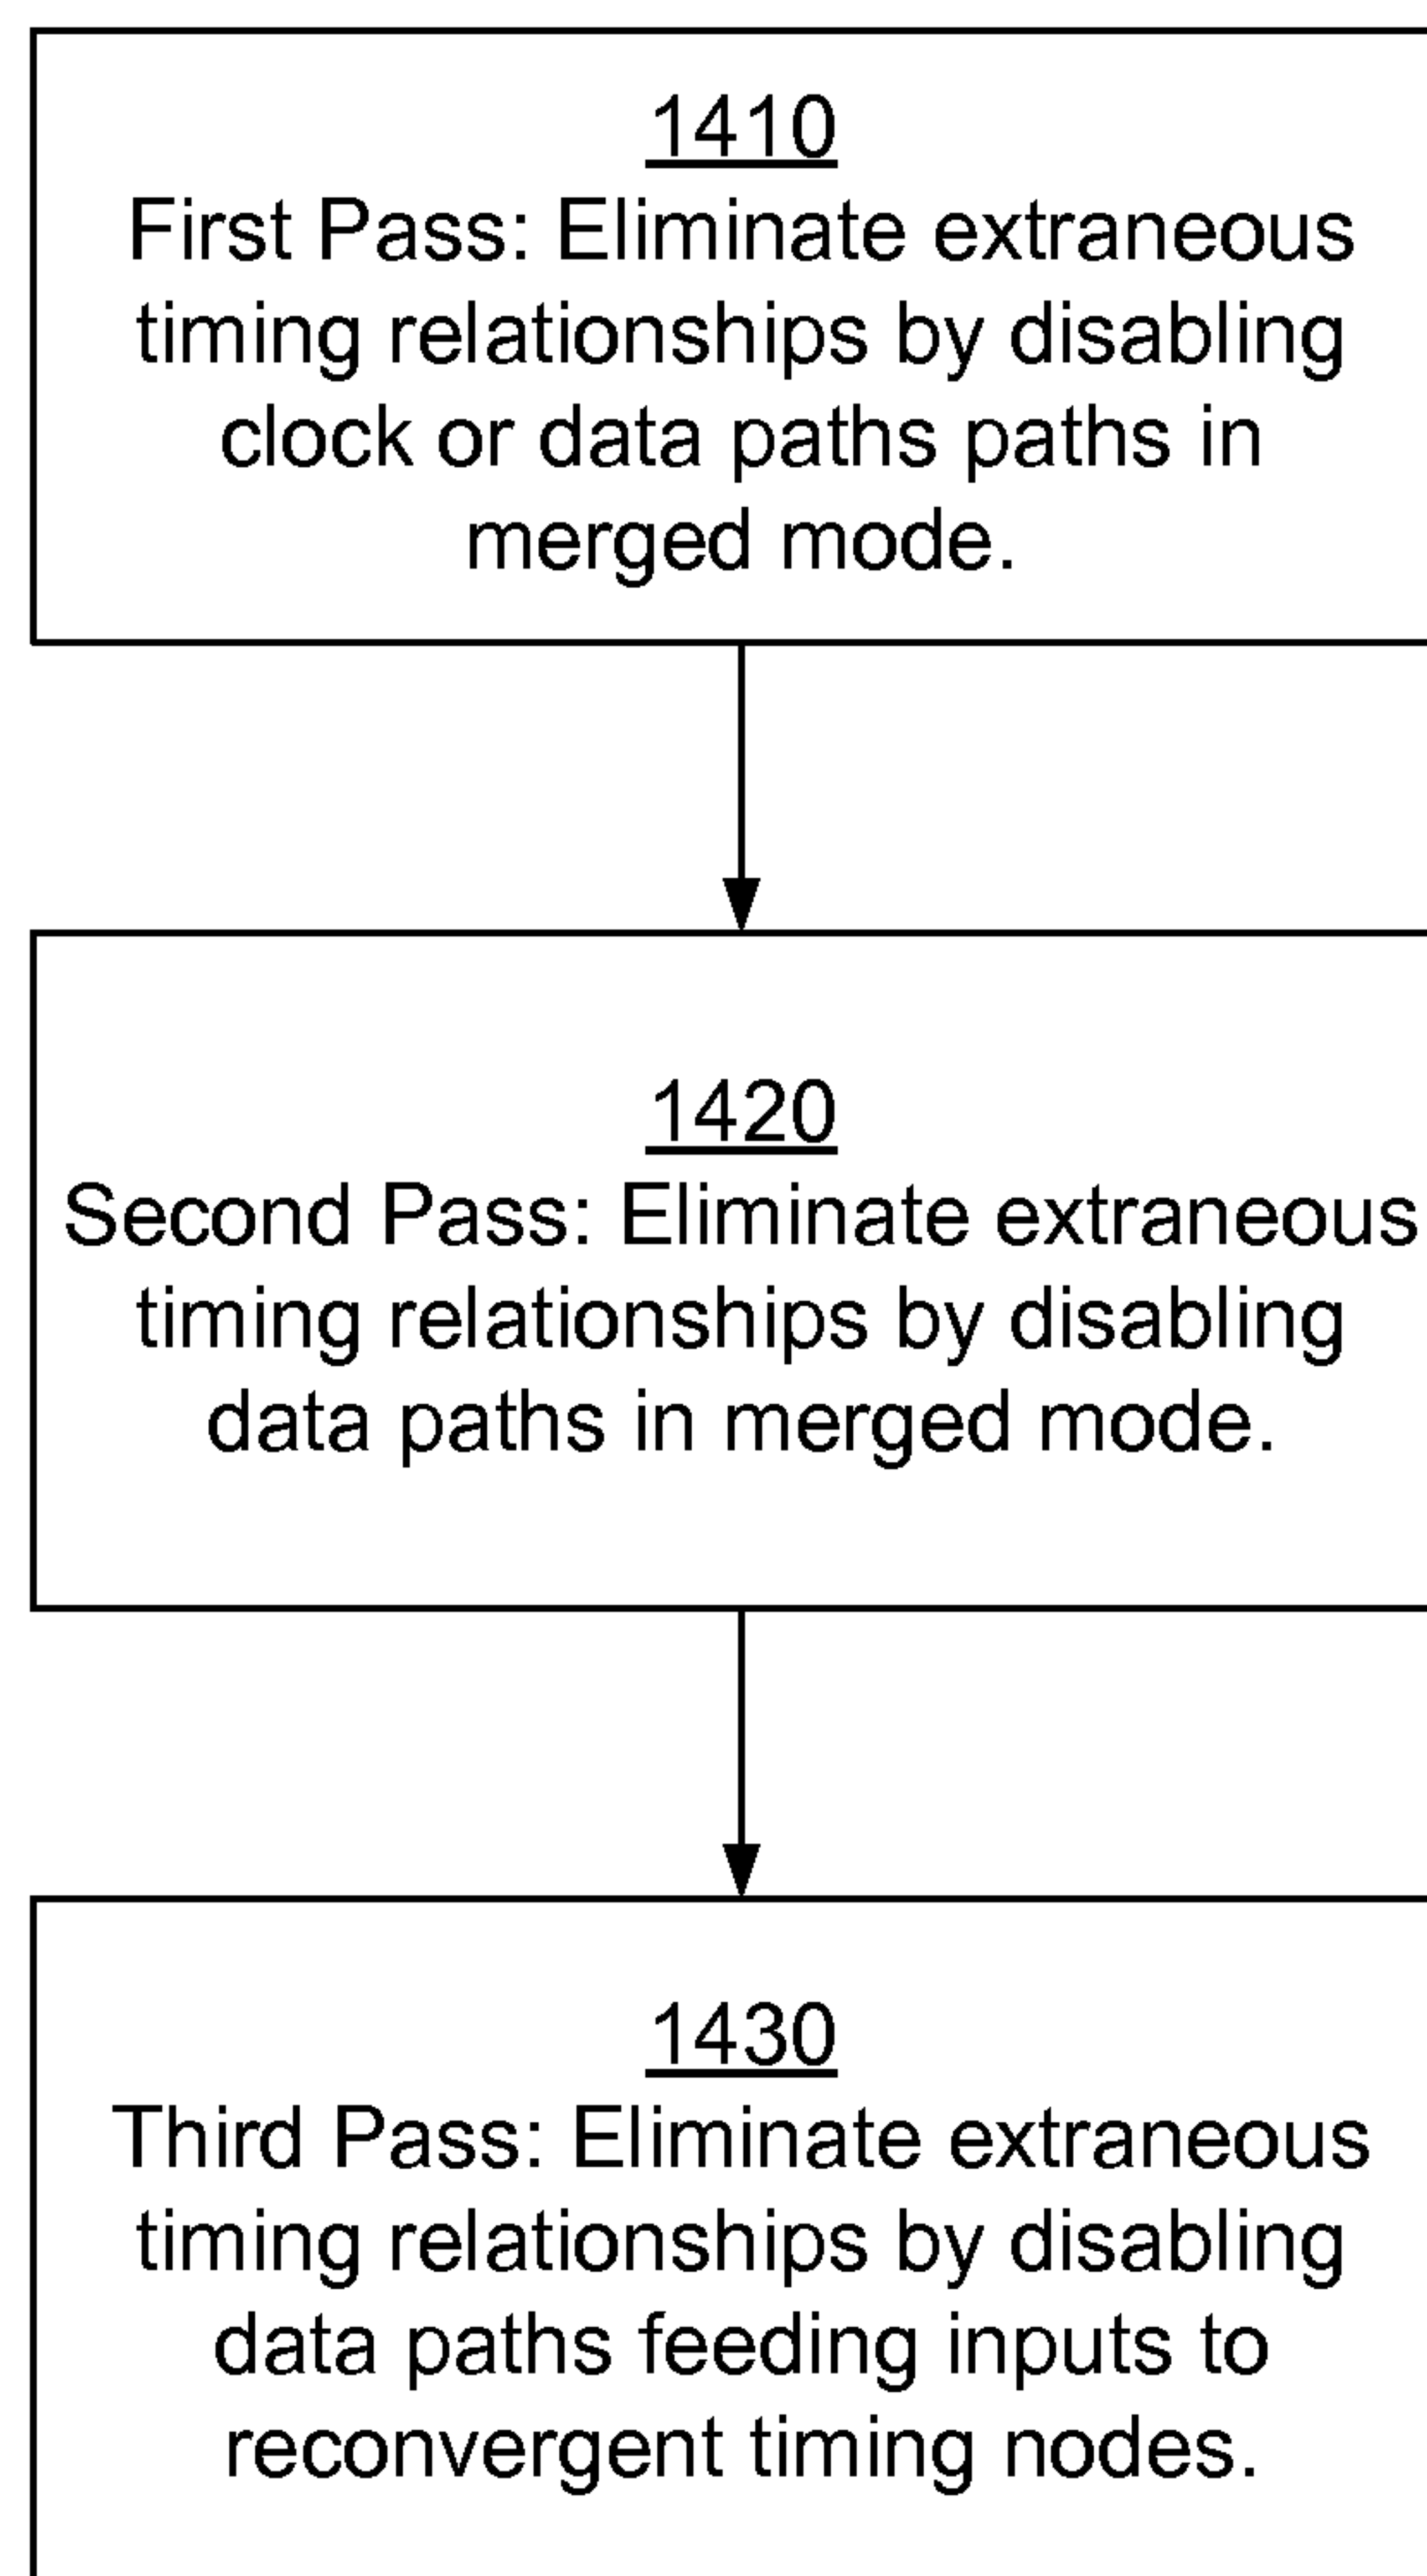 1410
First Pass: Eliminate extraneous
timing relationships by disabling
clock or data paths paths in
merged mode.
1420
Second Pass: Eliminate extraneous
timing relationships by disabling
data paths in merged mode.
1430
Third Pass: Eliminate extraneous
timing relationships by disabling
data paths feeding inputs to
reconvergent timing nodes.